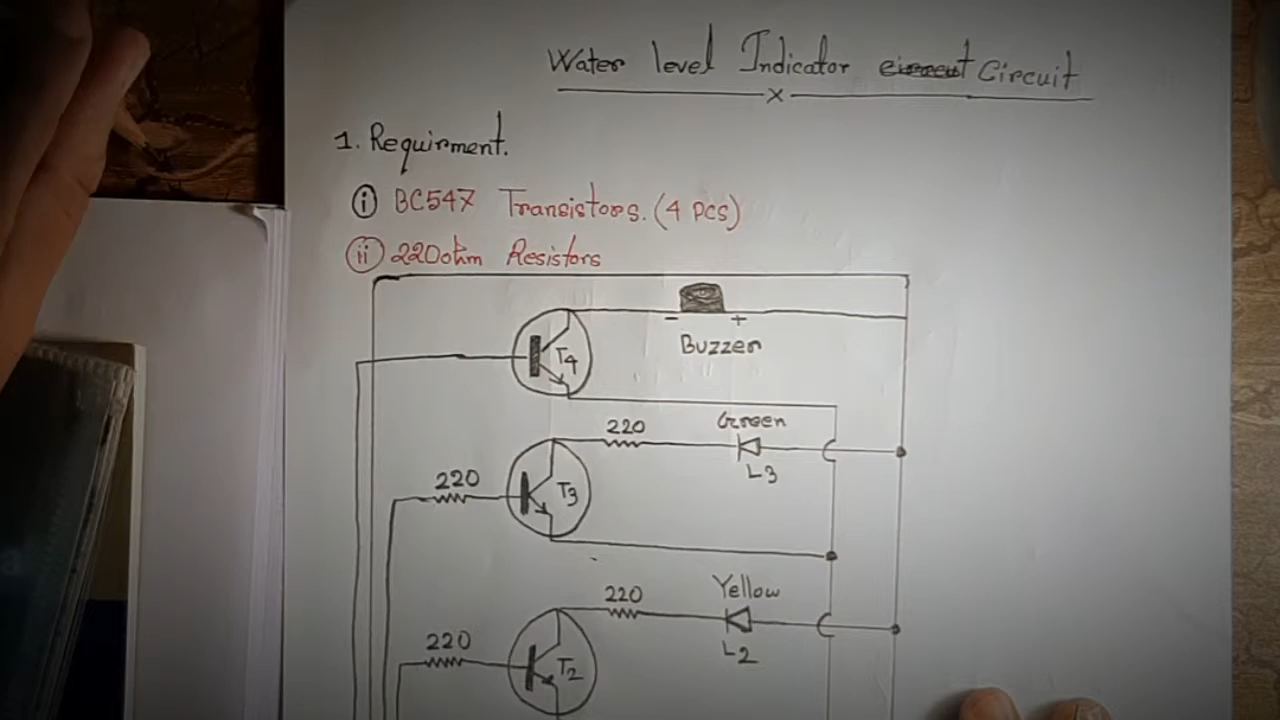 Water level Indicator Circuit
1. Requirment.
i BC547 Transistors. (4 Pcs)
ii 220ohm Resistors
- +
T4
Buzzer
220
Green
220
T3
L3
220
Yellow
220
T2
L2